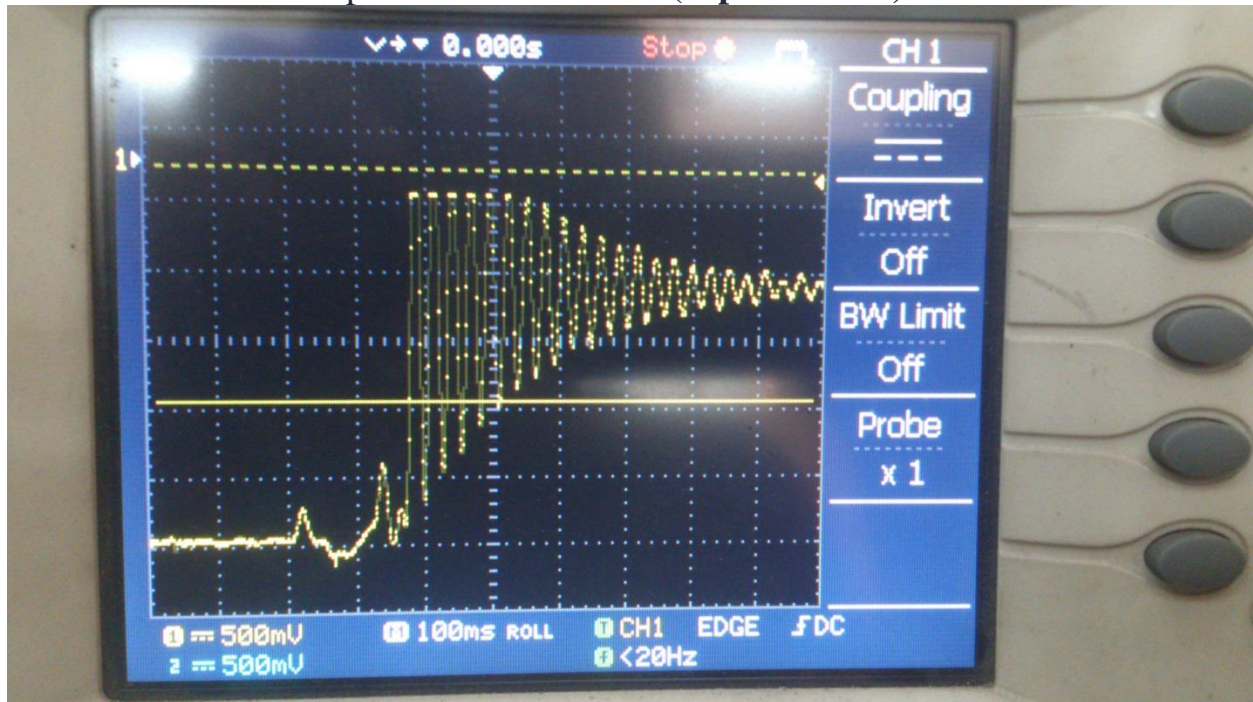 0.000s Stop CH 1
Coupling
Invert
Off
BW Limit
Off
Probe
x 1
1
1 500mV M 100ms ROLL T CH1 EDGE DC
2 500mV f <20Hz